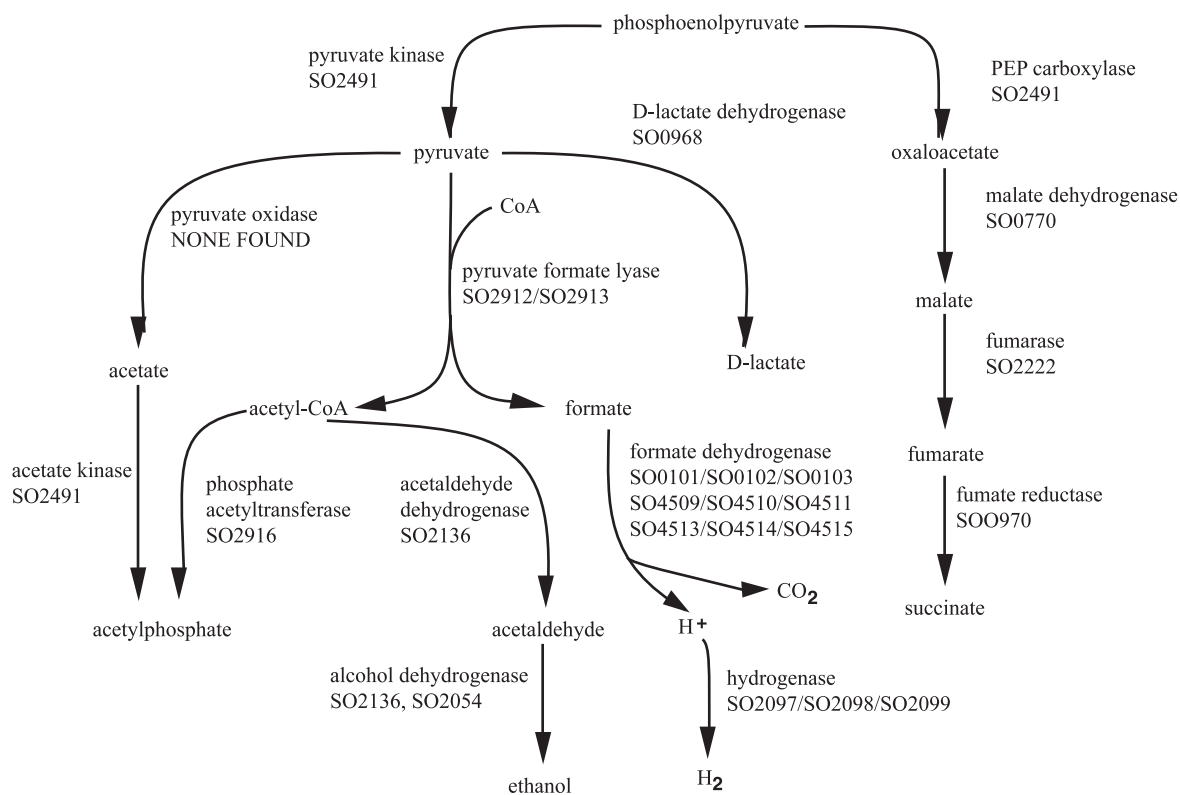 phosphoenolpyruvate
pyruvate kinase
SO2491
PEP carboxylase
SO2491
D-lactate dehydrogenase
SO0968
pyruvate
oxaloacetate
malate dehydrogenase
SO0770
pyruvate oxidase
NONE FOUND
CoA
pyruvate formate lyase
SO2912/SO2913
malate
fumarase
SO2222
acetate
D-lactate
acetyl-CoA
formate
fumarate
acetate kinase
SO2491
phosphate
acetyltransferase
SO2916
acetaldehyde
dehydrogenase
SO2136
formate dehydrogenase
SO0101/SO0102/SO0103
SO4509/SO4510/SO4511
SO4513/SO4514/SO4515
fumate reductase
SOO970
CO2
succinate
acetylphosphate
acetaldehyde
H+
alcohol dehydrogenase
SO2136, SO2054
hydrogenase
SO2097/SO2098/SO2099
ethanol
H2